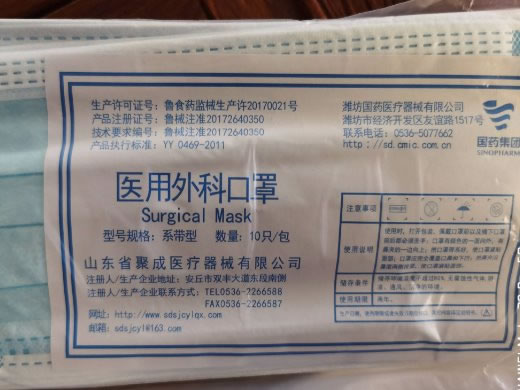 生产许可证号：鲁食药监械生产许20170021号
产品注册证号：鲁械注准20172640350
技术要求编号：鲁械注准20172640350
产品执行标准：YY 0469-2011
潍坊国药医疗器械有限公司
潍坊市经济开发区友谊路1517号
联系电话：0536-5077662
http://sd.cmic.com.cn
国药集团
SINOPHARM
医用外科口罩
Surgical Mask
型号规格：系带型 数量：10只/包
山东省聚成医疗器械有限公司
注册人/生产企业地址：安丘市双丰大道东段南侧
注册人/生产企业联系方式：TEL0536-2266588
FAX0536-2266587
网址：http://www.sdsjcylqx.com
邮箱：sdsjcyl@163.com
使用说明
储存条件
使用期限
两年。